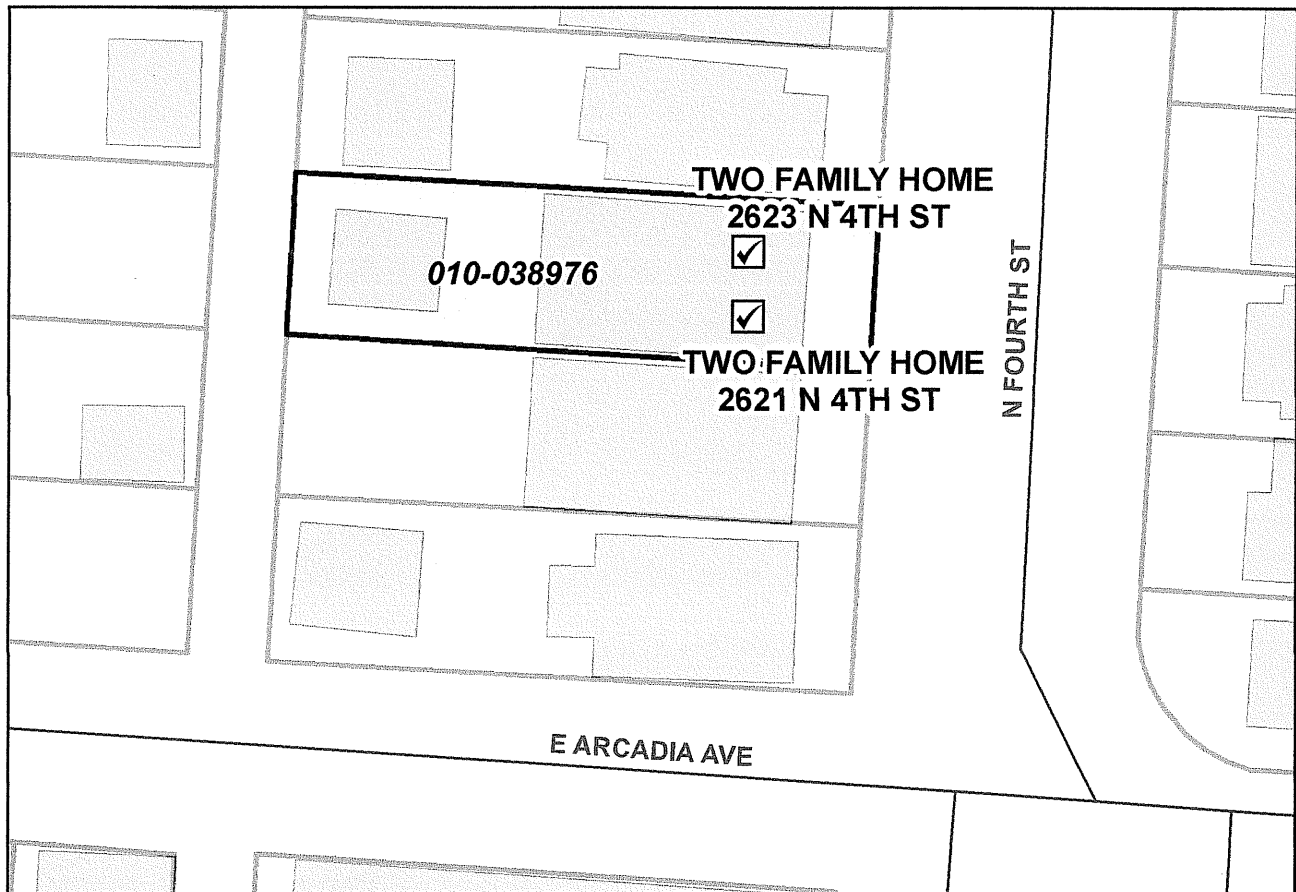 TWO FAMILY HOME
2623 N 4TH ST
010-038976
TWO FAMILY HOME
2621 N 4TH ST
N FOURTH ST
E ARCADIA AVE